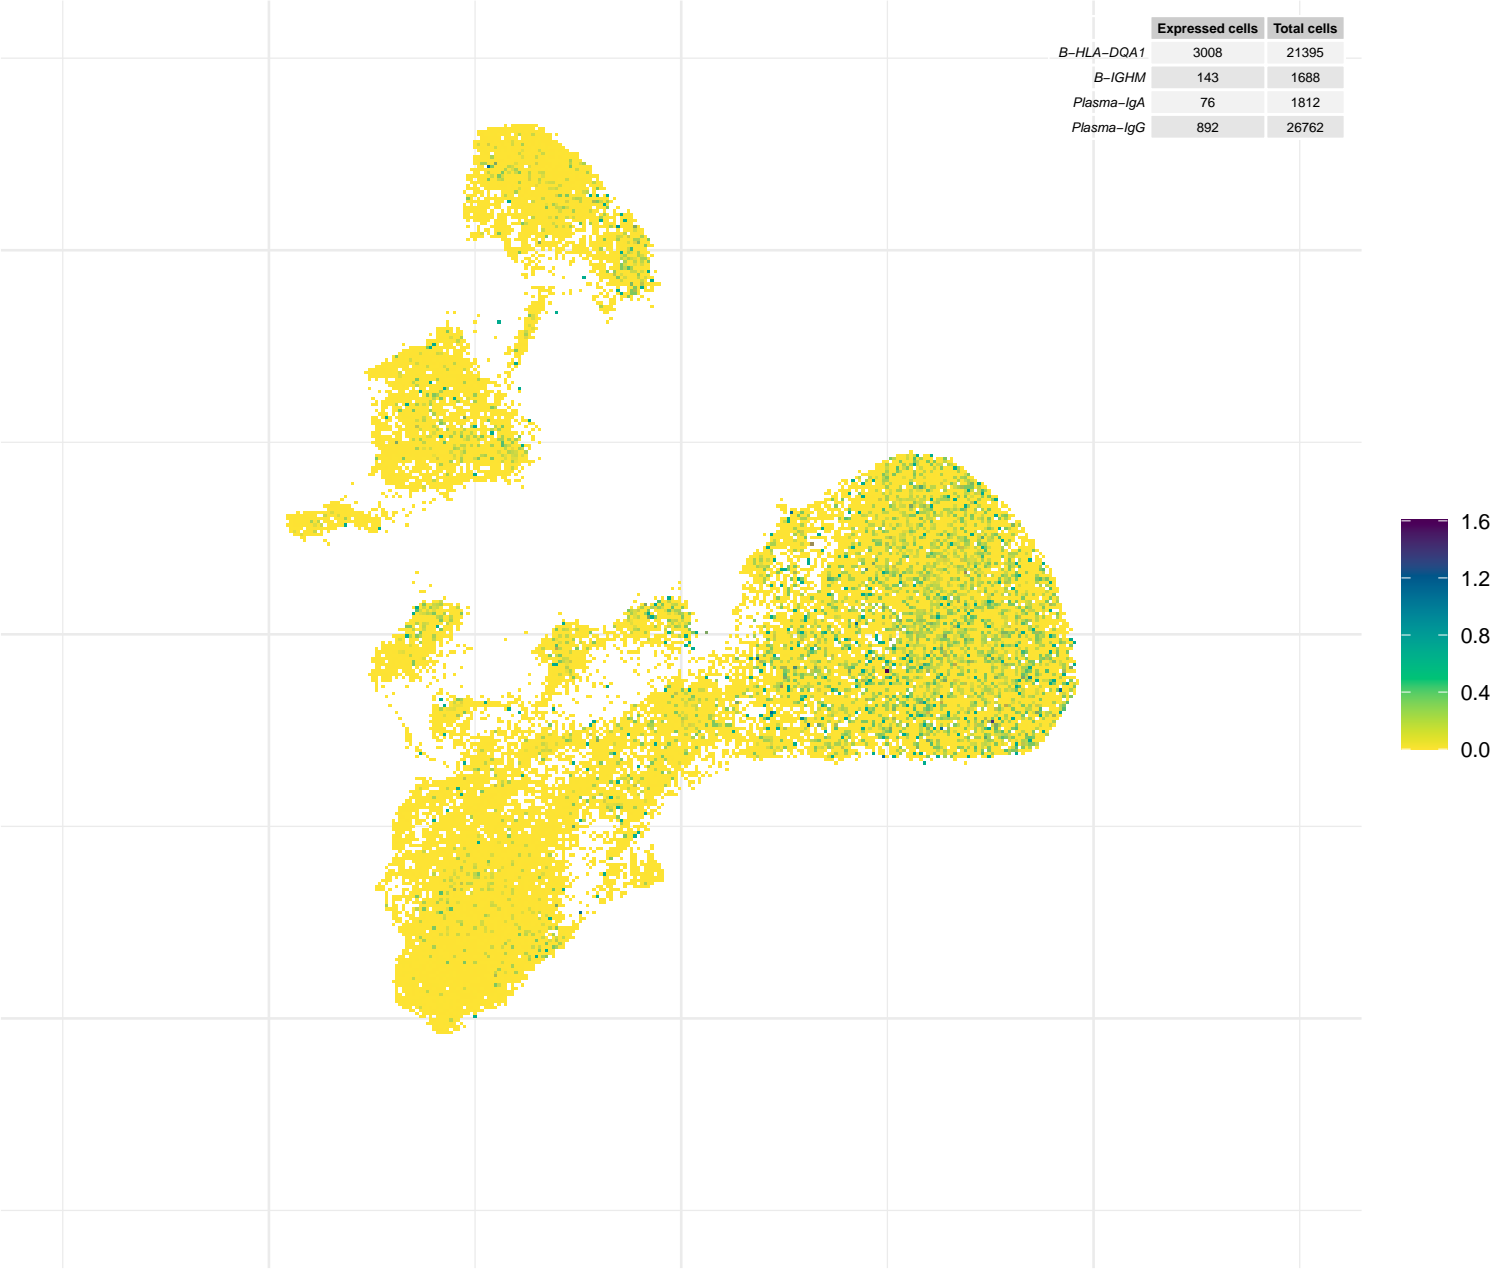 Expressed cells Total cells
B−HLA−DQA1 3008 21395
B−IGHM 143 1688
Plasma−IgA 76 1812
Plasma−IgG 892 26762
1.6
1.2
0.8
0.4
0.0